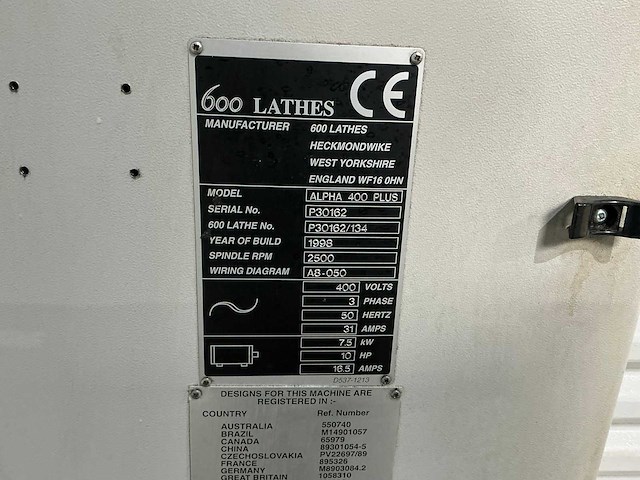 600 LATHES CE
MANUFACTURER 600 LATHES
HECKMONDWIKE
WEST YORKSHIRE
ENGLAND WF16 0HN
MODEL ALPHA 400 PLUS
SERIAL No. P30162
600 LATHE No. P30162/134
YEAR OF BUILD 1998
SPINDLE RPM 2500
WIRING DIAGRAM A8-050
400 VOLTS
3 PHASE
50 HERTZ
31 AMPS
7.5 kW
10 HP
16.5 AMPS
D537-1213
DESIGNS FOR THIS MACHINE ARE
REGISTERED IN :-
COUNTRY Ref. Number
AUSTRALIA 550740
BRAZIL M14901057
CANADA 65979
CHINA 89301054-5
CZECHOSLOVAKIA PV22697/89
FRANCE 895326
GERMANY M8903084.2
GREAT BRITAIN 1058310